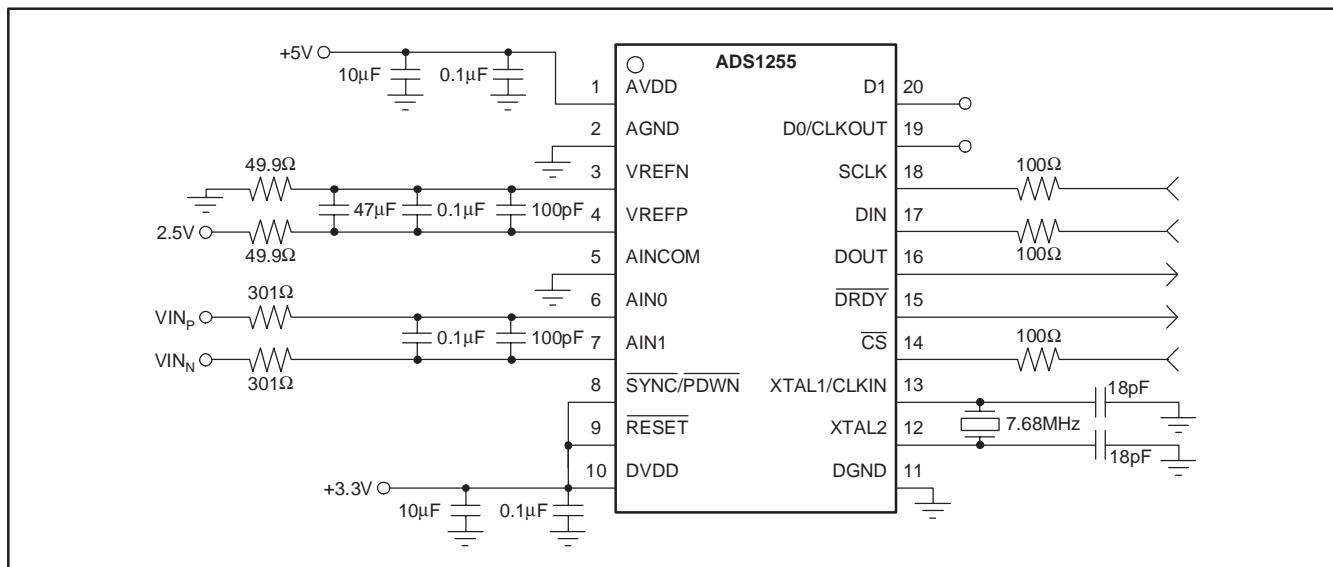 +5V
10µF
0.1µF
ADS1255
1 AVDD
D1 20
2 AGND
D0/CLKOUT 19
49.9Ω
3 VREFN
SCLK 18
100Ω
47µF
0.1µF
100pF
4 VREFP
DIN 17
2.5V
49.9Ω
100Ω
5 AINCOM
DOUT 16
301Ω
6 AIN0
DRDY 15
VINP
0.1µF
100pF
7 AIN1
CS 14
100Ω
VINN
301Ω
8 SYNC/PDWN
XTAL1/CLKIN 13
18pF
9 RESET
XTAL2 12
7.68MHz
18pF
10 DVDD
DGND 11
+3.3V
10µF
0.1µF